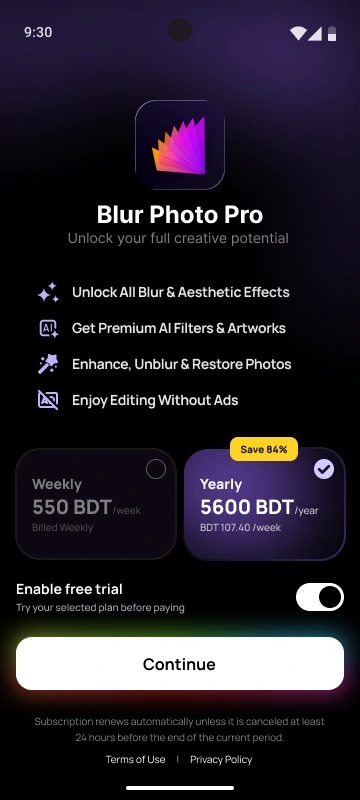 9:30
Blur Photo Pro
Unlock your full creative potential
Unlock All Blur & Aesthetic Effects
AI
Get Premium AI Filters & Artworks
Enhance, Unblur & Restore Photos
AD
Enjoy Editing Without Ads
Save 84%
Weekly
550 BDT/week
Billed Weekly
Yearly
5600 BDT/year
BDT 107.40 /week
Enable free trial
Try your selected plan before paying
Continue
Subscription renews automatically unless it is canceled at least
24 hours before the end of the current period.
Terms of Use | Privacy Policy